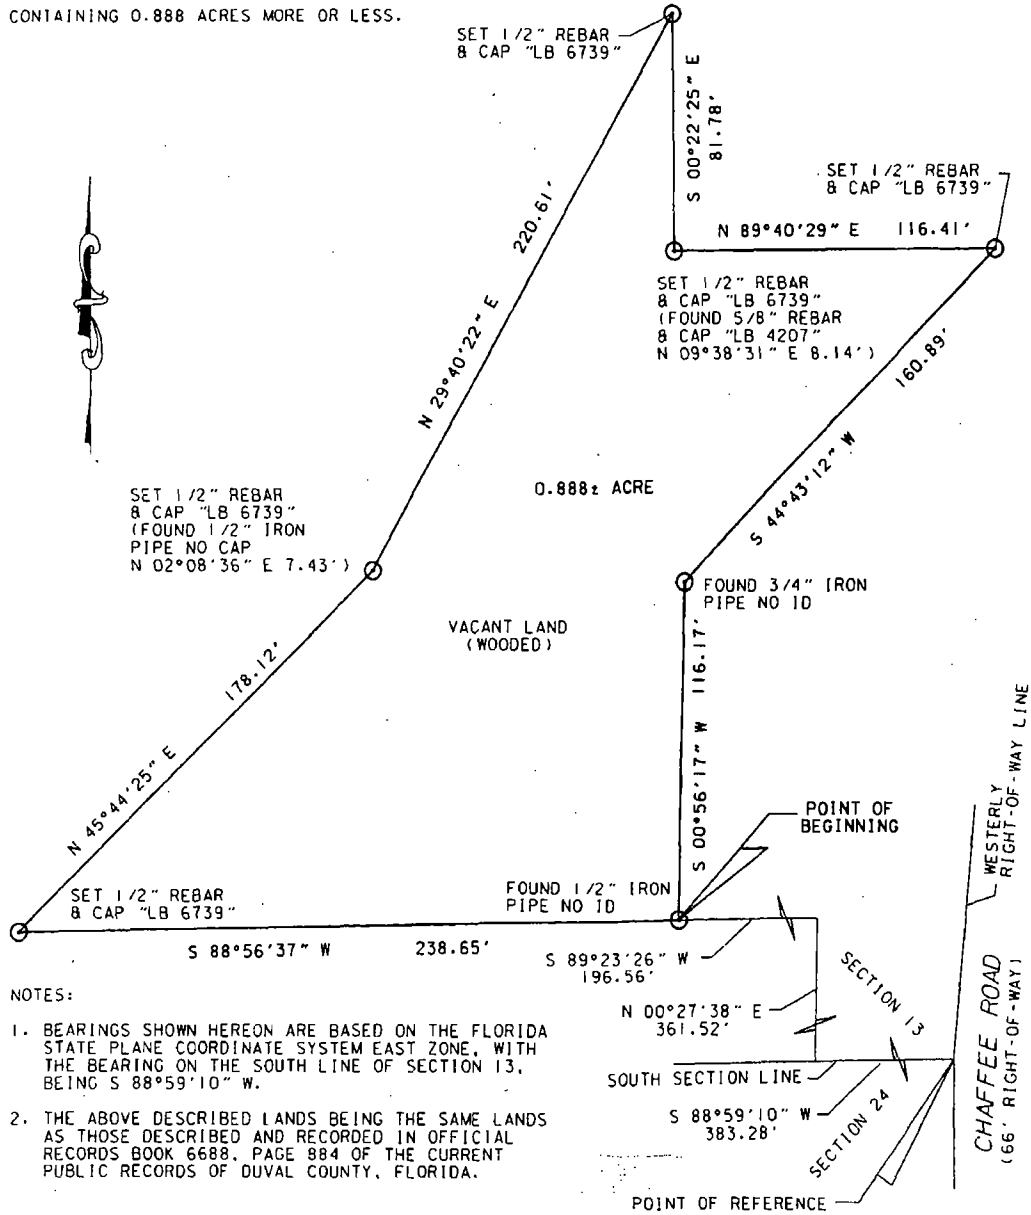 CONTAINING 0.888 ACRES MORE OR LESS.
SET 1/2" REBAR
& CAP "LB 6739"
S 00°22'25" E
81.78'
SET 1/2" REBAR
& CAP "LB 6739"
N 89°40'29" E 116.41'
220.61'
N 29°40'22" E
SET 1/2" REBAR
& CAP "LB 6739"
(FOUND 5/8" REBAR
& CAP "LB 4207"
N 09°38'31" E 8.14')
160.89'
S 44°43'12" W
0.888± ACRE
SET 1/2" REBAR
& CAP "LB 6739"
(FOUND 1/2" IRON
PIPE NO CAP
N 02°08'36" E 7.43')
FOUND 3/4" IRON
PIPE NO ID
VACANT LAND
(WOODED)
178.12'
N 45°44'25" E
S 00°56'17" W 116.17'
POINT OF
BEGINNING
WESTERLY
RIGHT-OF-WAY LINE
SET 1/2" REBAR
& CAP "LB 6739"
FOUND 1/2" IRON
PIPE NO ID
S 88°56'37" W 238.65'
S 89°23'26" W
196.56'
SECTION 13
N 00°27'38" E
361.52'
CHAFFEE ROAD
(66' RIGHT-OF-WAY)
SOUTH SECTION LINE
S 88°59'10" W
383.28'
SECTION 24
POINT OF REFERENCE
NOTES:
1. BEARINGS SHOWN HEREON ARE BASED ON THE FLORIDA
STATE PLANE COORDINATE SYSTEM EAST ZONE, WITH
THE BEARING ON THE SOUTH LINE OF SECTION 13,
BEING S 88°59'10" W.
2. THE ABOVE DESCRIBED LANDS BEING THE SAME LANDS
AS THOSE DESCRIBED AND RECORDED IN OFFICIAL
RECORDS BOOK 6688, PAGE 884 OF THE CURRENT
PUBLIC RECORDS OF DUVAL COUNTY, FLORIDA.